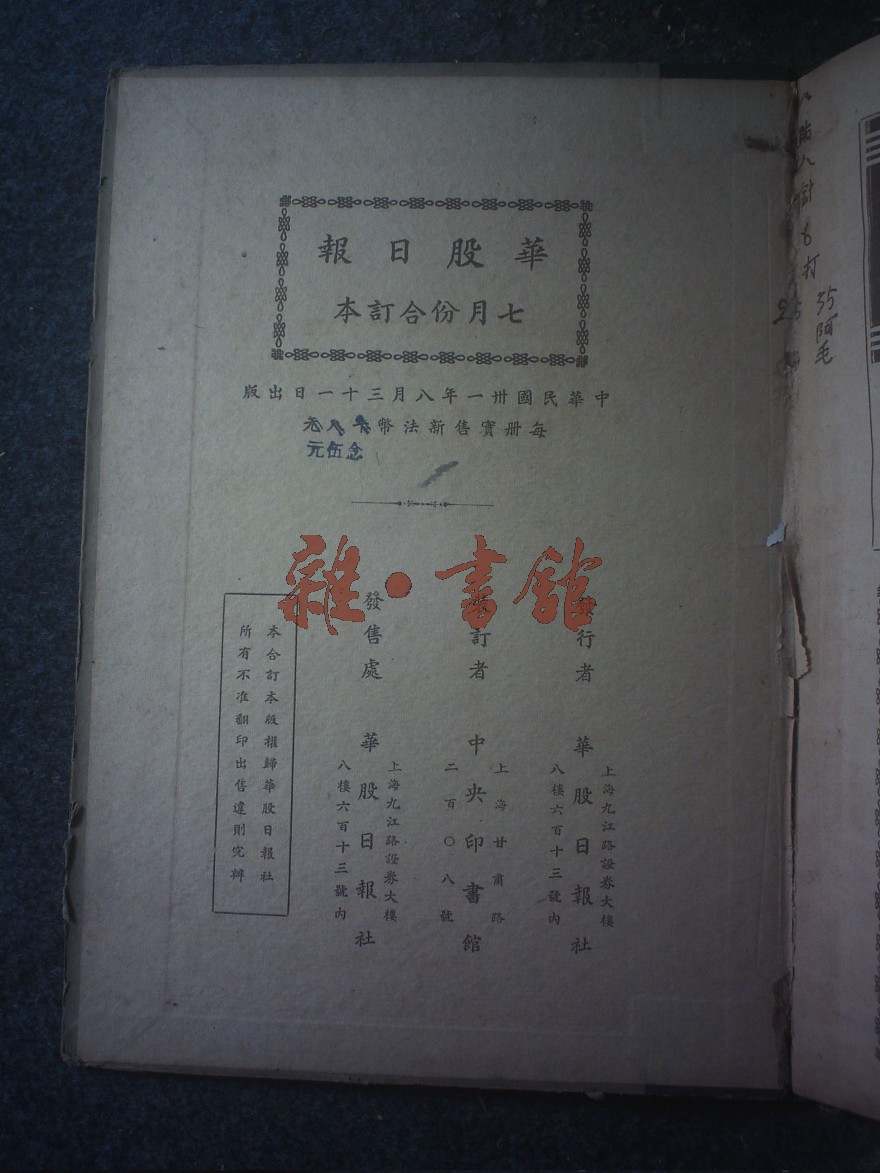 華股日報
七月份合訂本
中華民國卅一年八月三十一日出版
每册實售新法幣
念伍元
雜·書館
行者 華股日報社
上海九江路證券大樓
八樓六百十三號內
訂者 中央印書館
上海甘肅路
二百〇八號
發售處 華股日報社
上海九江路證券大樓
八樓六百十三號內
本合訂本版權歸華股日報社
所有不准翻印出售違則究辦
35
阿毛